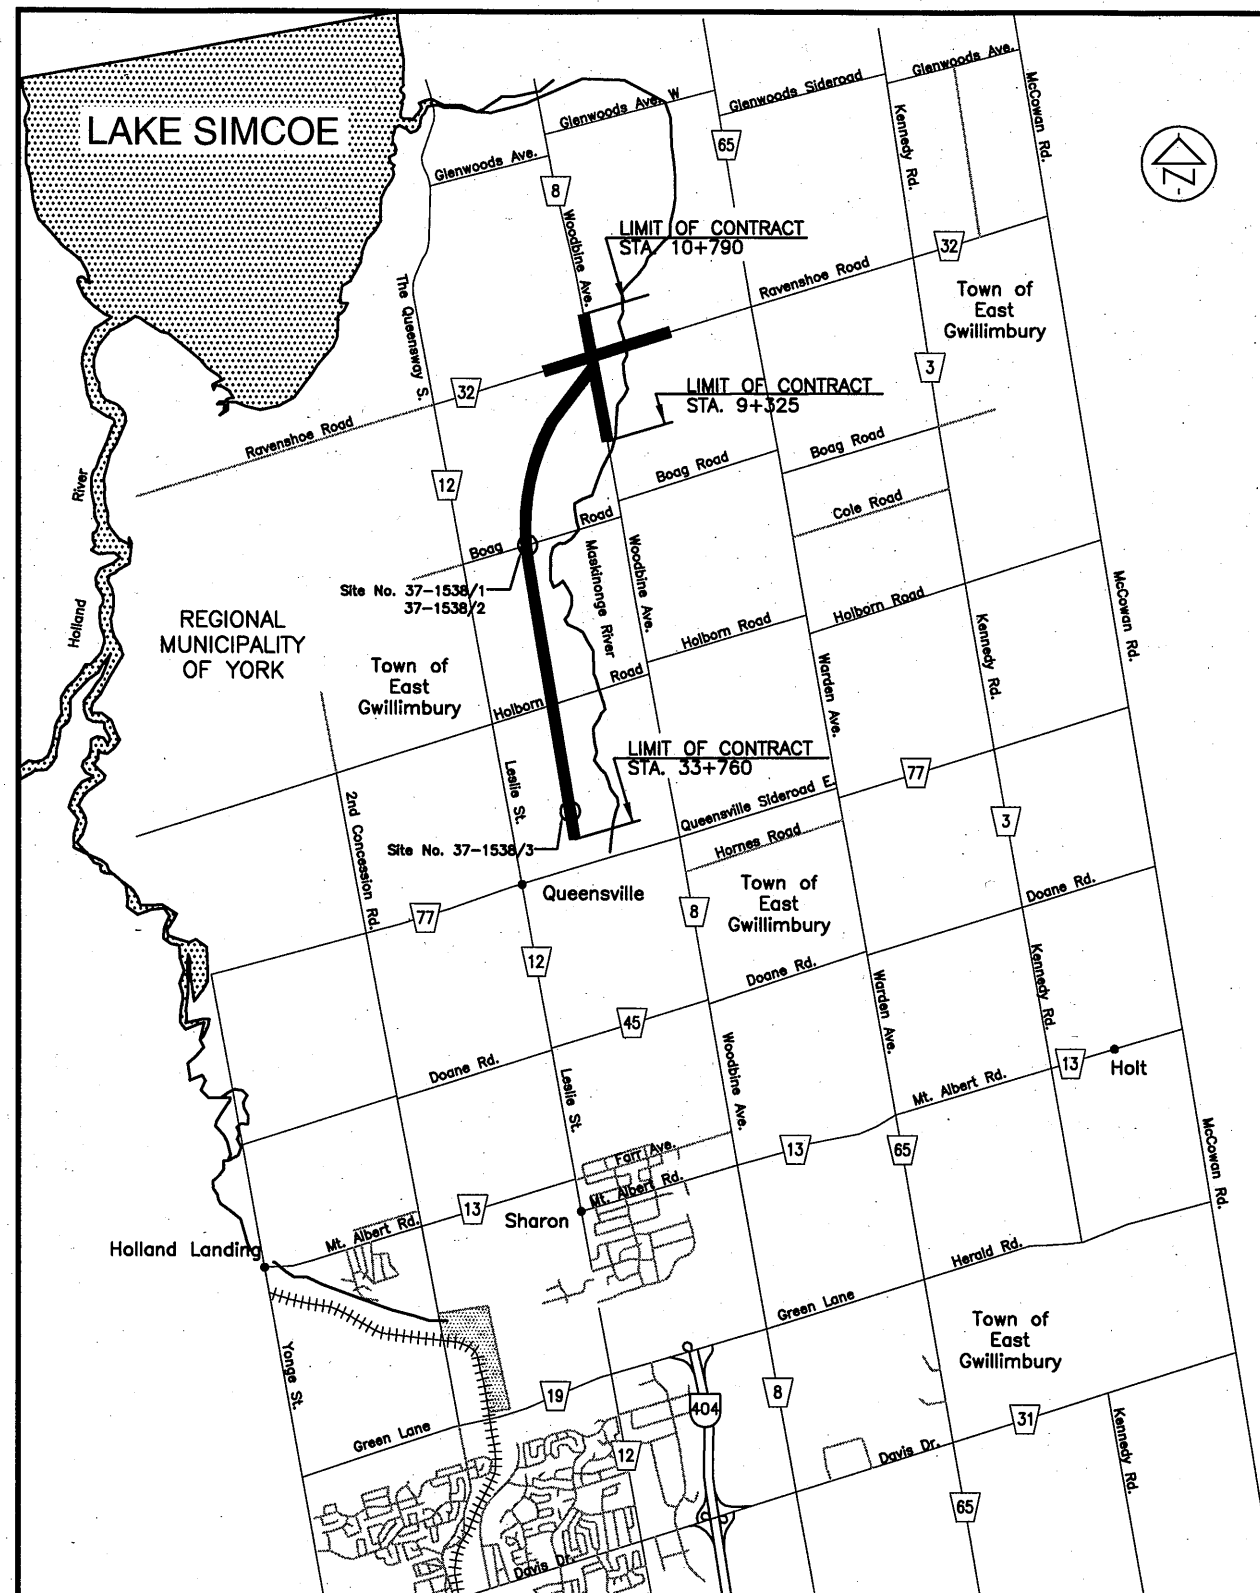 LAKE SIMCOE
Glenwoods Ave.
Glenwoods Ave. W
Glenwoods Sideroad
Glenwoods Ave.
65
8
Kennedy Rd.
McCowan Rd.
N
Woodbine Ave.
LIMIT OF CONTRACT
STA. 10+790
The Queensway S.
Ravenshoe Road
32
Town of
East
Gwillimbury
3
32
LIMIT OF CONTRACT
STA. 9+325
Ravenshoe Road
River
12
Boag Road
Boag Road
Cole Road
Boag
Road
Site No. 37-1538/1
37-1538/2
Maskinonge River
Woodbine Ave.
Holland
REGIONAL
MUNICIPALITY
OF YORK
Town of
East
Gwillimbury
Holborn
Road
Holborn Road
Holborn Road
Warden Ave.
Kennedy Rd.
McCowan Rd.
LIMIT OF CONTRACT
STA. 33+760
Leslie St.
2nd Concession Rd.
Queensville Sideroad E.
77
3
Hornes Road
Site No. 37-1538/3
Queensville
77
8
Town of
East
Gwillimbury
Doane Rd.
12
Doane Rd.
Warden Ave.
Kennedy Rd.
45
Doane Rd.
Leslie St.
Woodbine Ave.
Mt. Albert Rd.
13
Holt
McCowan Rd.
Farr Ave.
13
65
Mt. Albert Rd.
13
Sharon
Mt. Albert Rd.
Holland Landing
Herald Rd.
Green Lane
Town of
East
Gwillimbury
Yonge St.
19
404
8
31
Green Lane
12
Davis Dr.
Kennedy Rd.
65
Davis Dr.